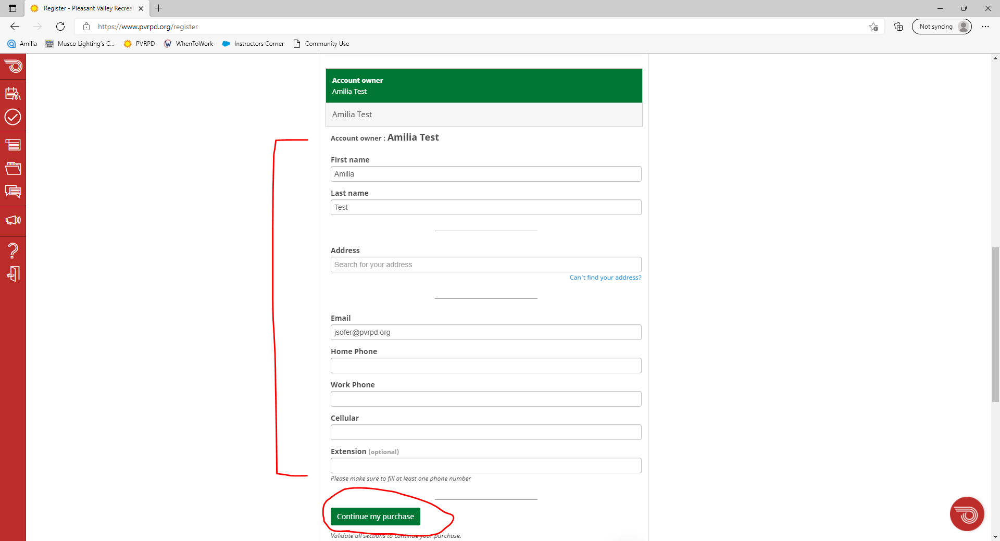 Register - Pleasant Valley Recrea
https://www.pvrpd.org/register
Not syncing
Amilia
Musco Lighting's C...
PVRPD
WhenToWork
Instructors Corner
Community Use
Account owner
Amilia Test
Amilia Test
Account owner : Amilia Test
First name
Amilia
Last name
Test
Address
Search for your address
Can't find your address?
Email
jsofer@pvrpd.org
Home Phone
Work Phone
Cellular
Extension (optional)
Please make sure to fill at least one phone number
Continue my purchase
Validate all sections to continue your purchase.